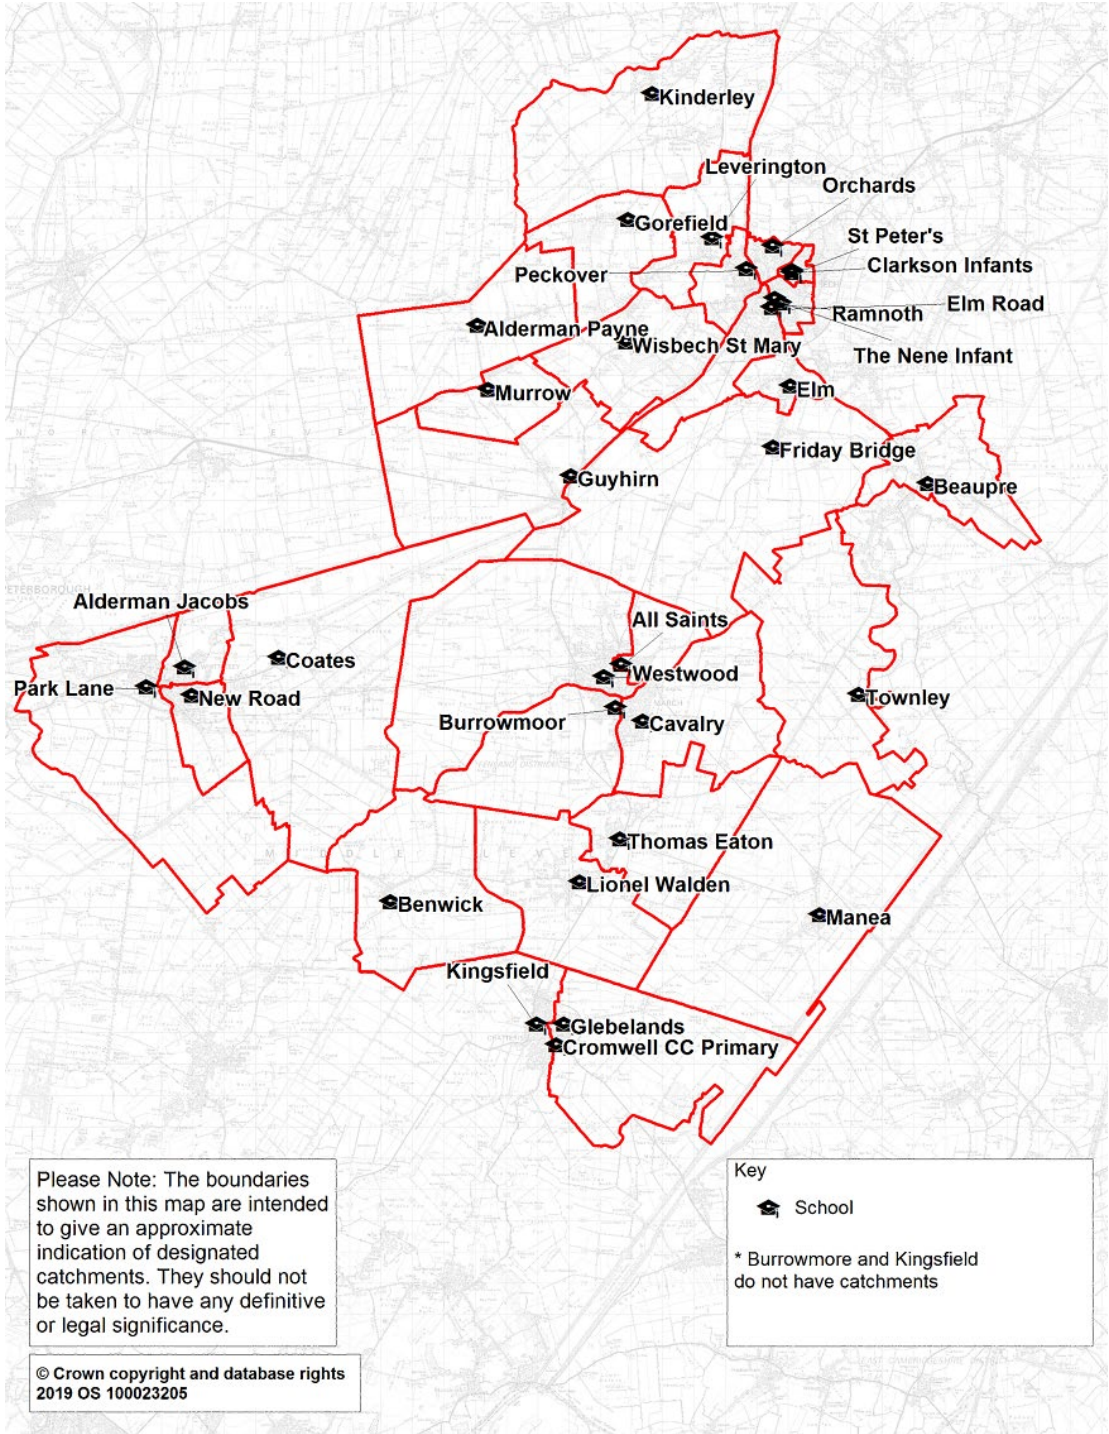 Kinderley
Leverington
Orchards
Gorefield
St Peter's
Clarkson Infants
Peckover
Elm Road
Ramnoth
Alderman Payne
Wisbech St Mary
The Nene Infant
Murrow
Elm
Friday Bridge
Guyhirn
Beaupre
PETERBOROUGH
Alderman Jacobs
All Saints
Coates
Westwood
Park Lane
New Road
Townley
Burrowmoor
Cavalry
MARCH
Thomas Eaton
MIDDLE LEVEL
Lionel Walden
Benwick
Manea
Kingsfield
Glebelands
Cromwell CC Primary
Please Note: The boundaries
shown in this map are intended
to give an approximate
indication of designated
catchments. They should not
be taken to have any definitive
or legal significance.
© Crown copyright and database rights
2019 OS 100023205
Key
School
* Burrowmore and Kingsfield
do not have catchments